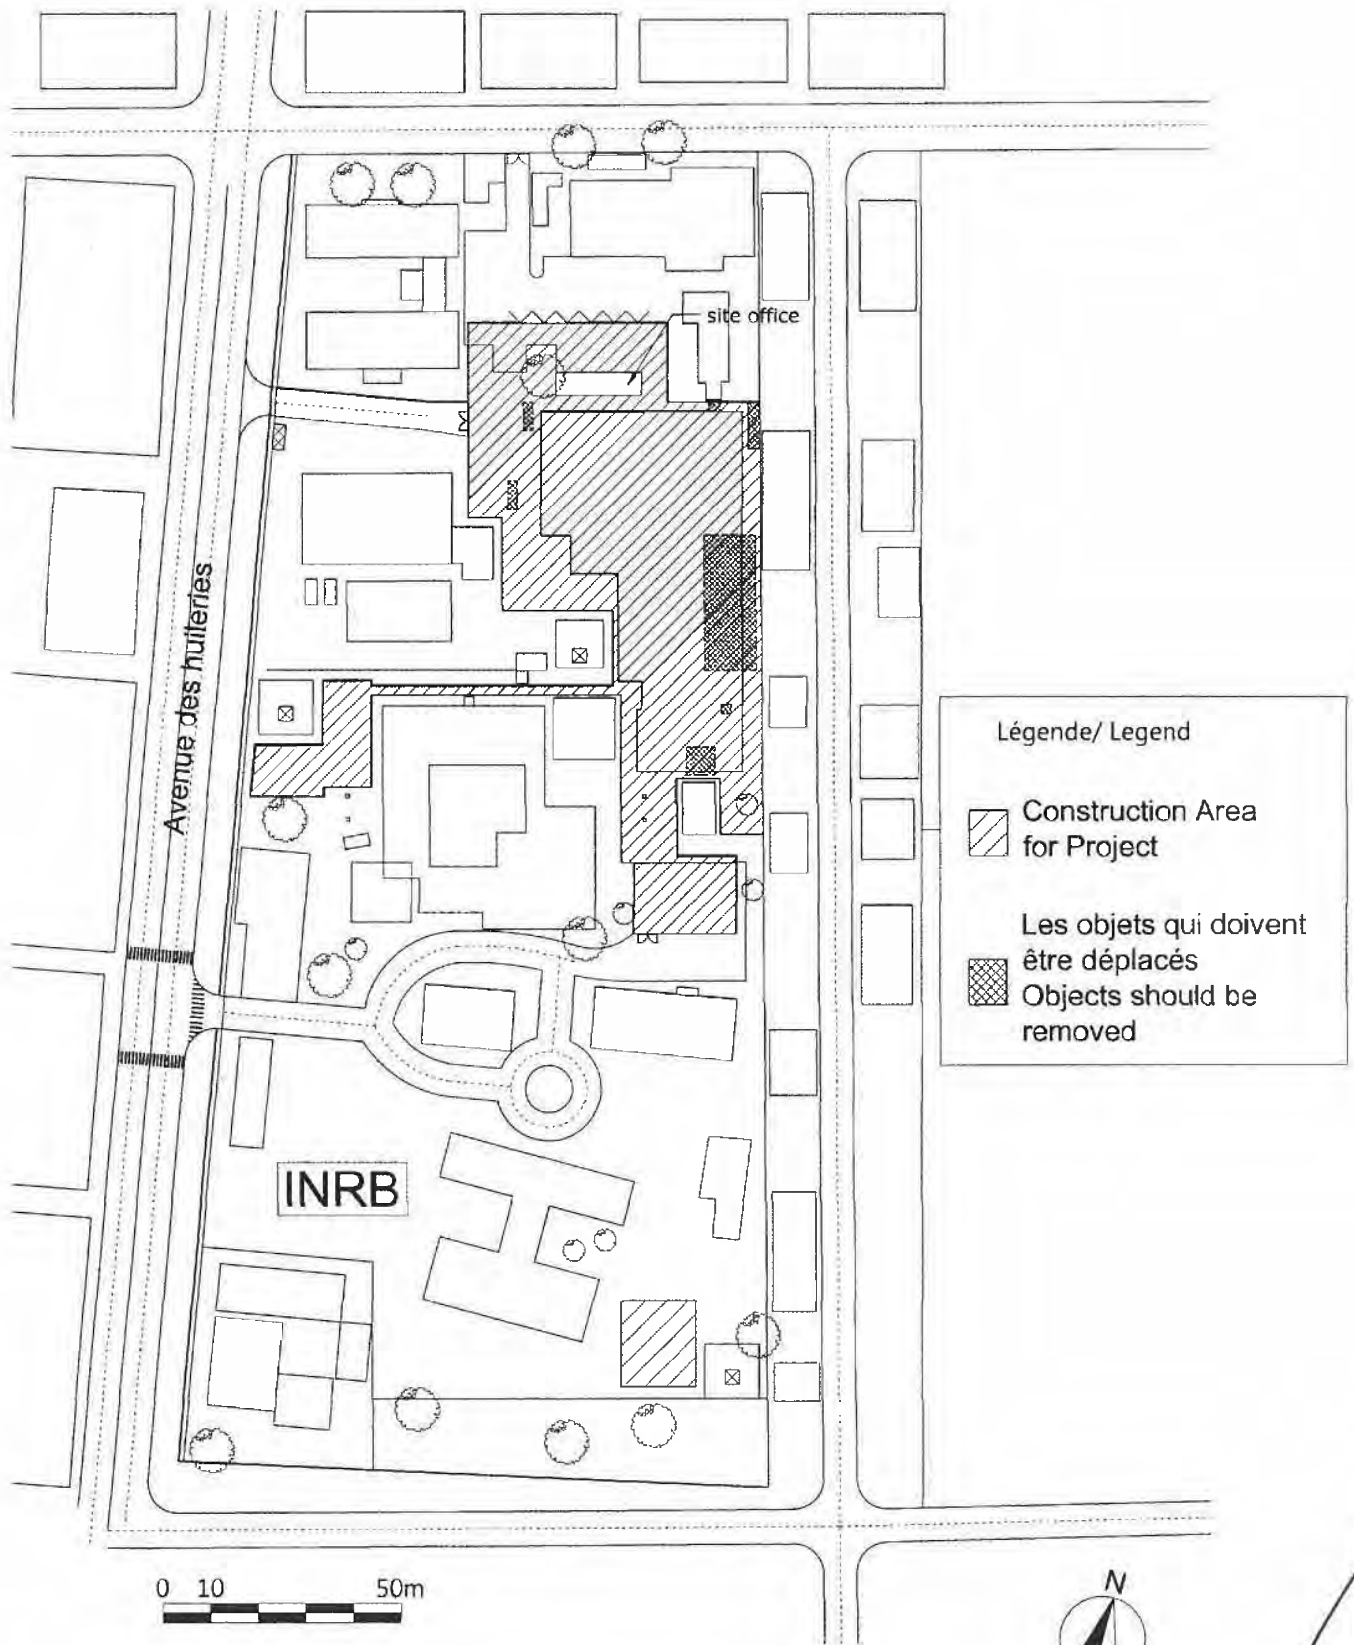 site office
Avenue des huileries
Légende/ Legend
Construction Area
for Project
Les objets qui doivent
être déplacés
Objects should be
removed
INRB
0 10 50m
N